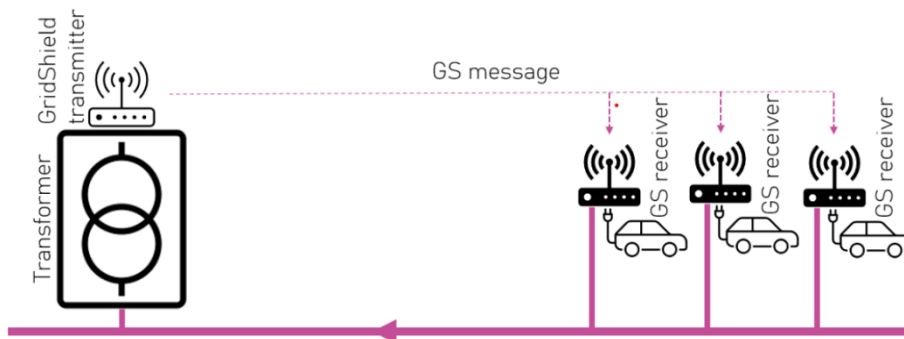 GridShield
transmitter
GS message
Transformer
GS receiver
GS receiver
GS receiver